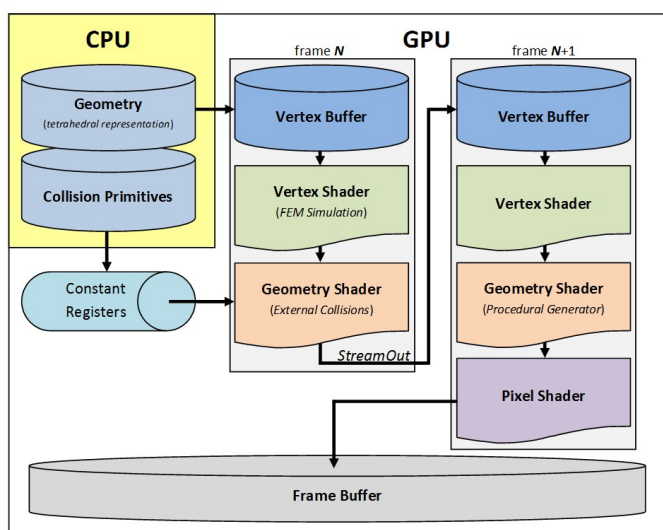 CPU
GPU
frame N
frame N+1
Geometry
(tetrahedral representation)
Collision Primitives
Constant
Registers
Vertex Buffer
Vertex Shader
(FEM Simulation)
Geometry Shader
(External Collisions)
StreamOut
Vertex Buffer
Vertex Shader
Geometry Shader
(Procedural Generator)
Pixel Shader
Frame Buffer